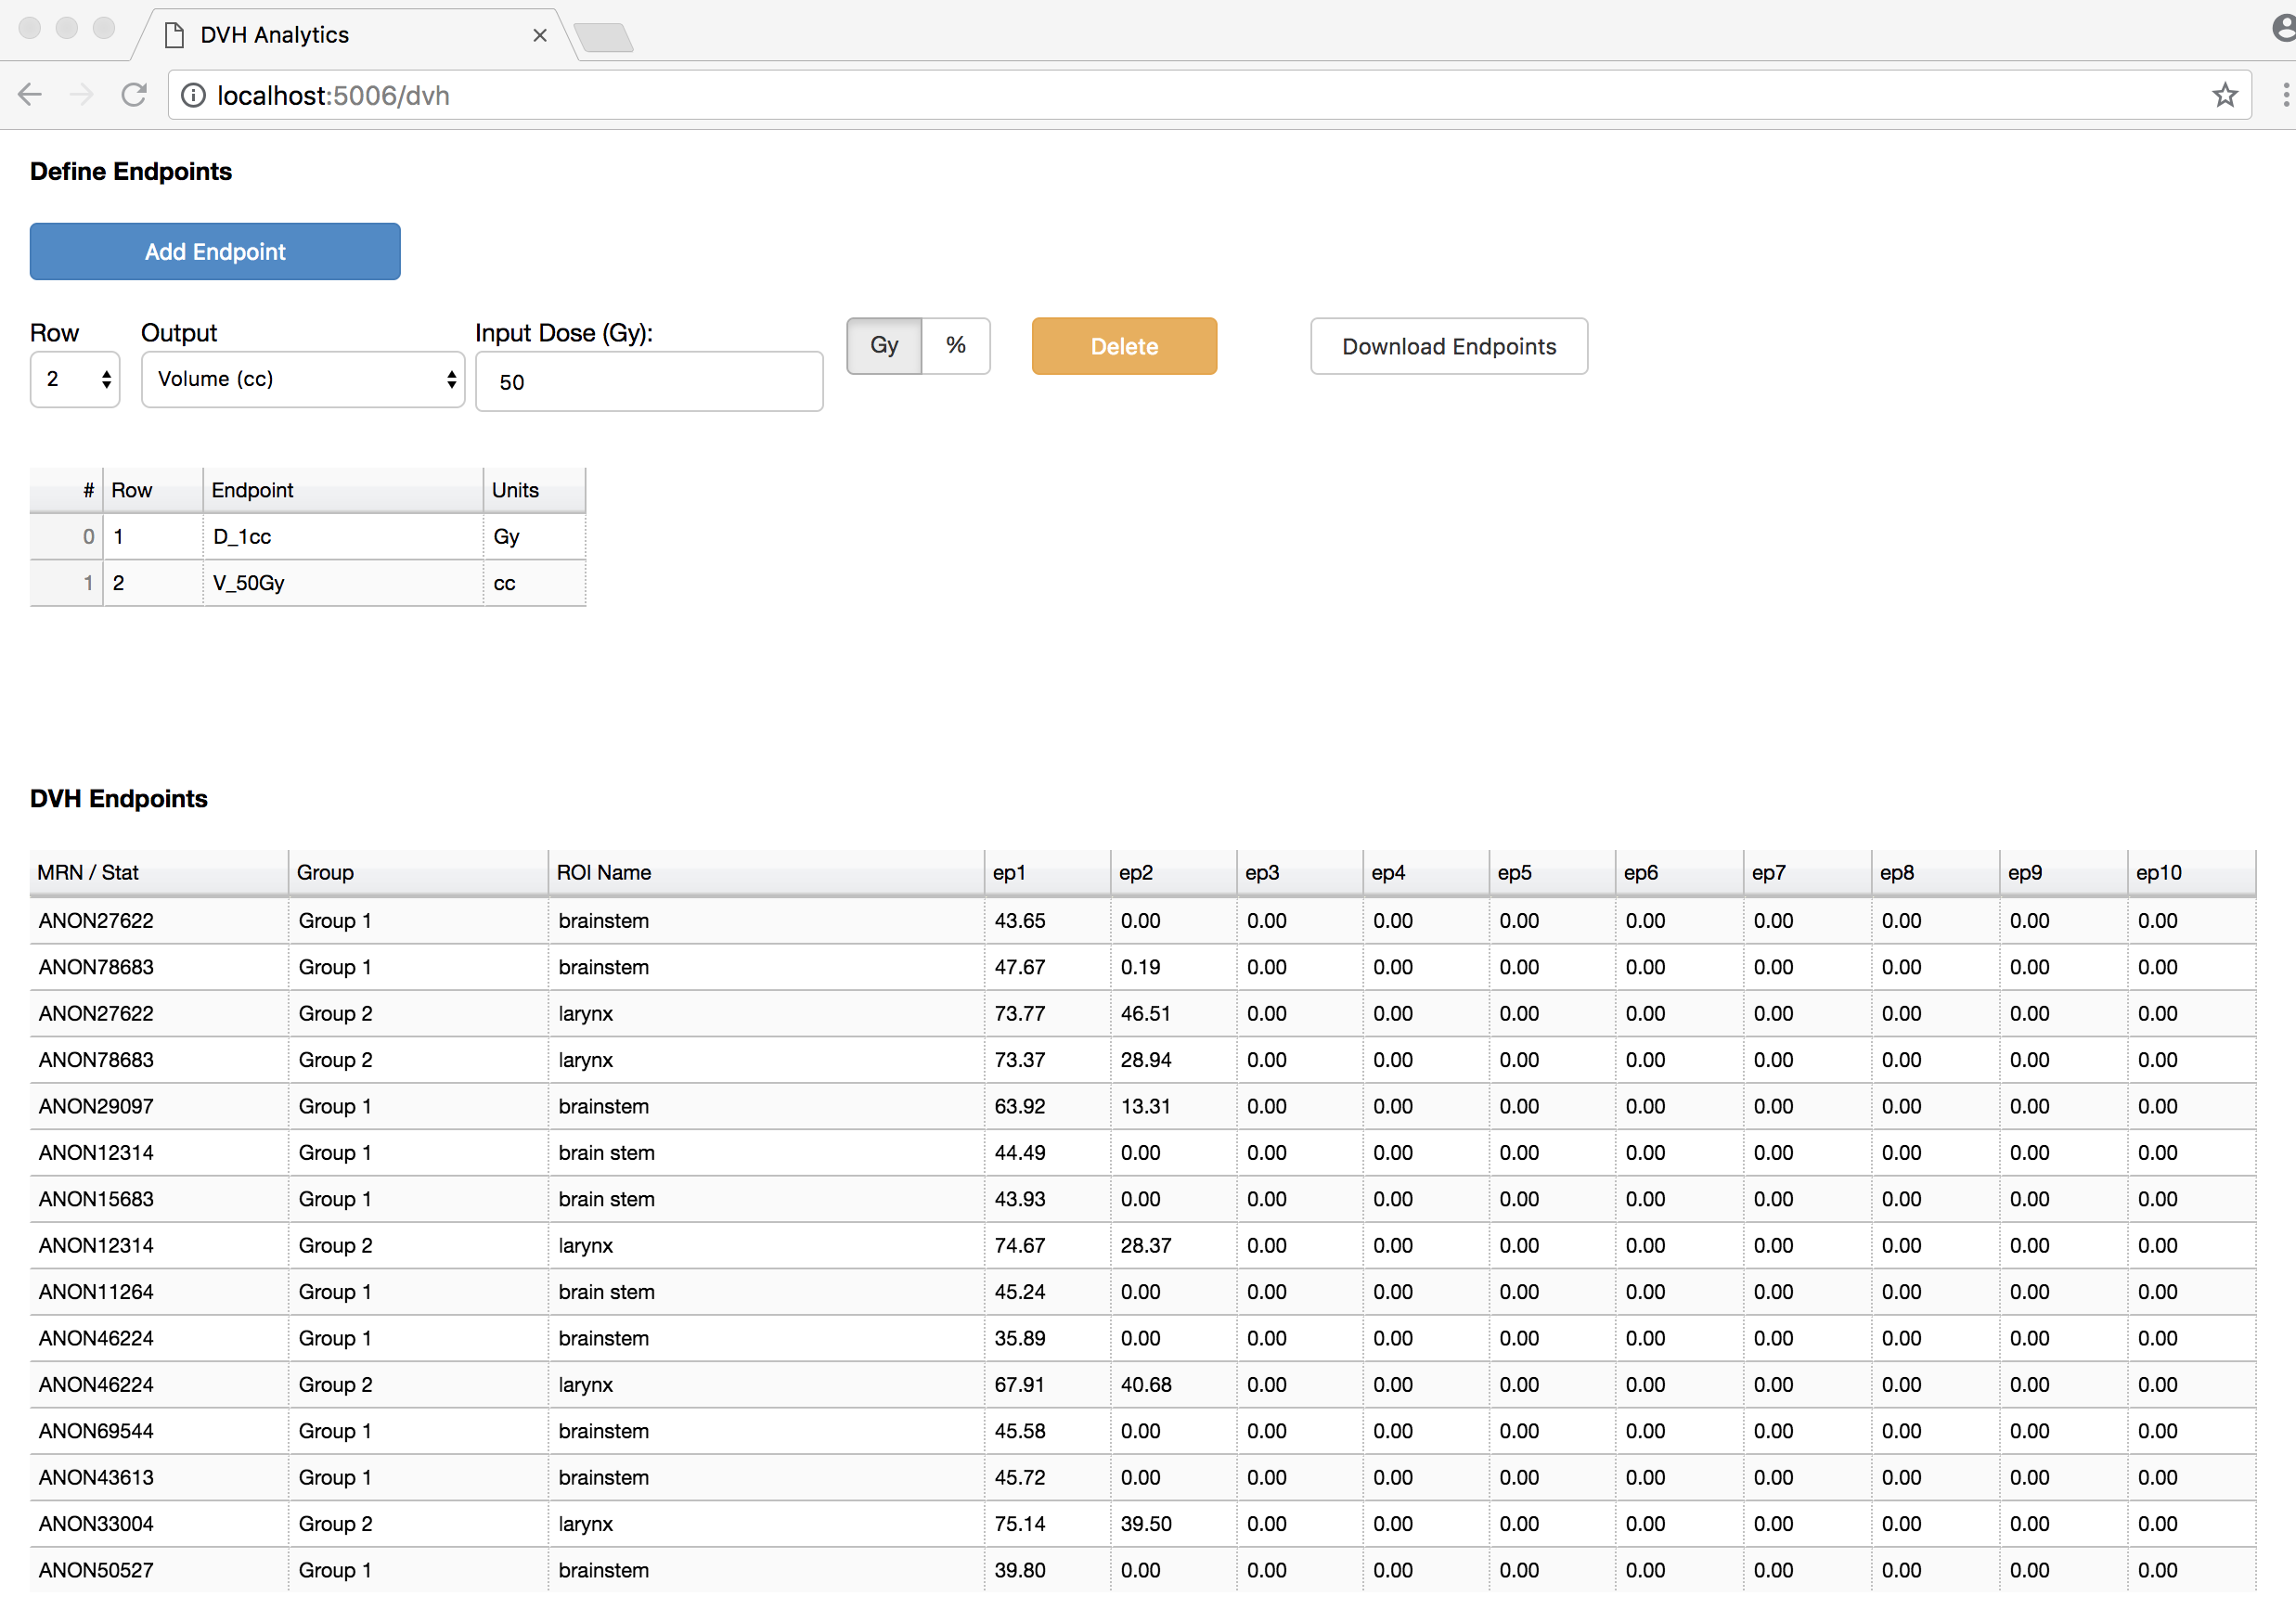 DVH Analytics
localhost:5006/dvh
Define Endpoints
Add Endpoint
Row Output Input Dose (Gy):
2 Volume (cc) 50 Gy % Delete Download Endpoints
# Row Endpoint Units
0 1 D_1cc Gy
1 2 V_50Gy cc
DVH Endpoints
MRN / Stat Group ROI Name ep1 ep2 ep3 ep4 ep5 ep6 ep7 ep8 ep9 ep10
ANON27622 Group 1 brainstem 43.65 0.00 0.00 0.00 0.00 0.00 0.00 0.00 0.00 0.00
ANON78683 Group 1 brainstem 47.67 0.19 0.00 0.00 0.00 0.00 0.00 0.00 0.00 0.00
ANON27622 Group 2 larynx 73.77 46.51 0.00 0.00 0.00 0.00 0.00 0.00 0.00 0.00
ANON78683 Group 2 larynx 73.37 28.94 0.00 0.00 0.00 0.00 0.00 0.00 0.00 0.00
ANON29097 Group 1 brainstem 63.92 13.31 0.00 0.00 0.00 0.00 0.00 0.00 0.00 0.00
ANON12314 Group 1 brain stem 44.49 0.00 0.00 0.00 0.00 0.00 0.00 0.00 0.00 0.00
ANON15683 Group 1 brain stem 43.93 0.00 0.00 0.00 0.00 0.00 0.00 0.00 0.00 0.00
ANON12314 Group 2 larynx 74.67 28.37 0.00 0.00 0.00 0.00 0.00 0.00 0.00 0.00
ANON11264 Group 1 brain stem 45.24 0.00 0.00 0.00 0.00 0.00 0.00 0.00 0.00 0.00
ANON46224 Group 1 brainstem 35.89 0.00 0.00 0.00 0.00 0.00 0.00 0.00 0.00 0.00
ANON46224 Group 2 larynx 67.91 40.68 0.00 0.00 0.00 0.00 0.00 0.00 0.00 0.00
ANON69544 Group 1 brainstem 45.58 0.00 0.00 0.00 0.00 0.00 0.00 0.00 0.00 0.00
ANON43613 Group 1 brainstem 45.72 0.00 0.00 0.00 0.00 0.00 0.00 0.00 0.00 0.00
ANON33004 Group 2 larynx 75.14 39.50 0.00 0.00 0.00 0.00 0.00 0.00 0.00 0.00
ANON50527 Group 1 brainstem 39.80 0.00 0.00 0.00 0.00 0.00 0.00 0.00 0.00 0.00